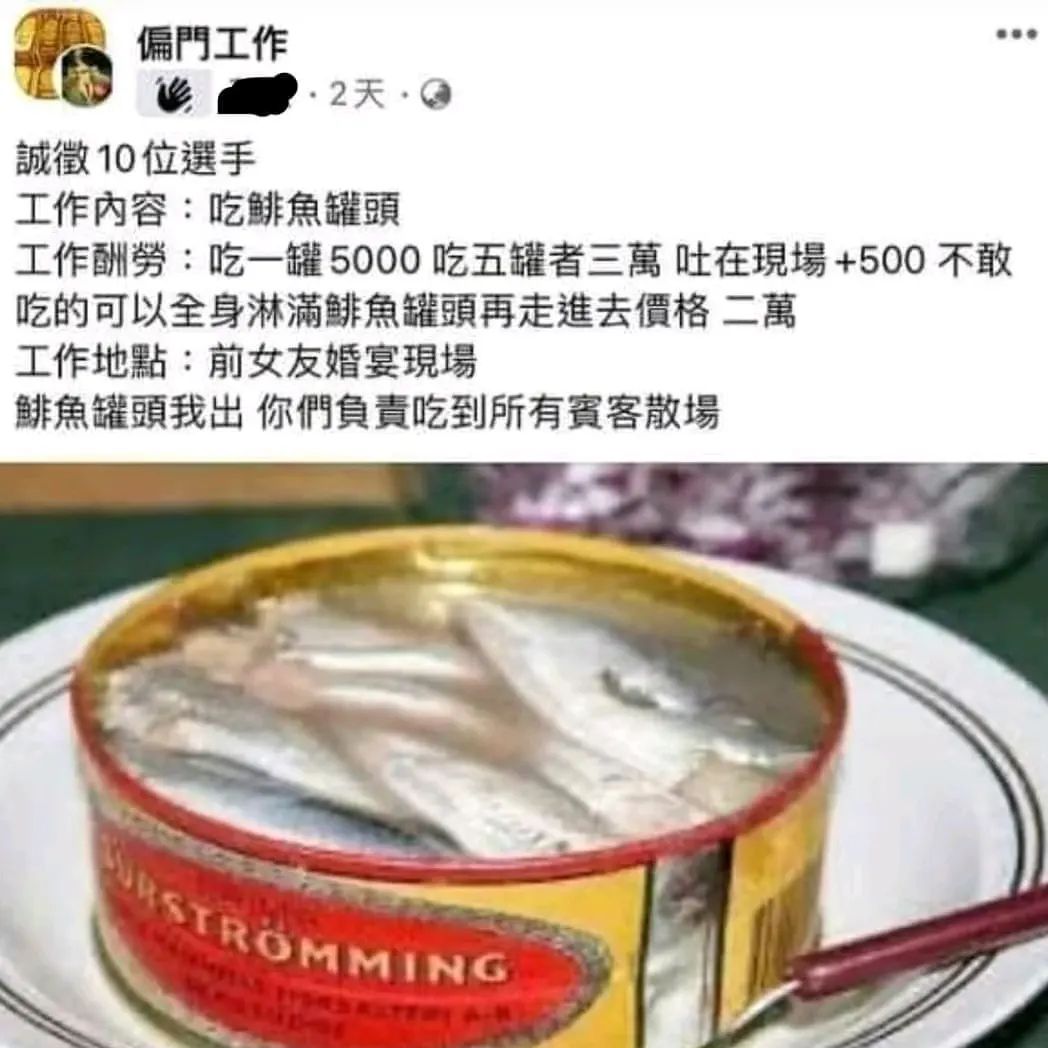 偏門工作
· 2天 ·
誠徵10位選手
工作內容：吃鯡魚罐頭
工作酬勞：吃一罐5000 吃五罐者三萬 吐在現場+500 不敢
吃的可以全身淋滿鯡魚罐頭再走進去價格 二萬
工作地點：前女友婚宴現場
鯡魚罐頭我出 你們負責吃到所有賓客散場
SURSTRÖMMING